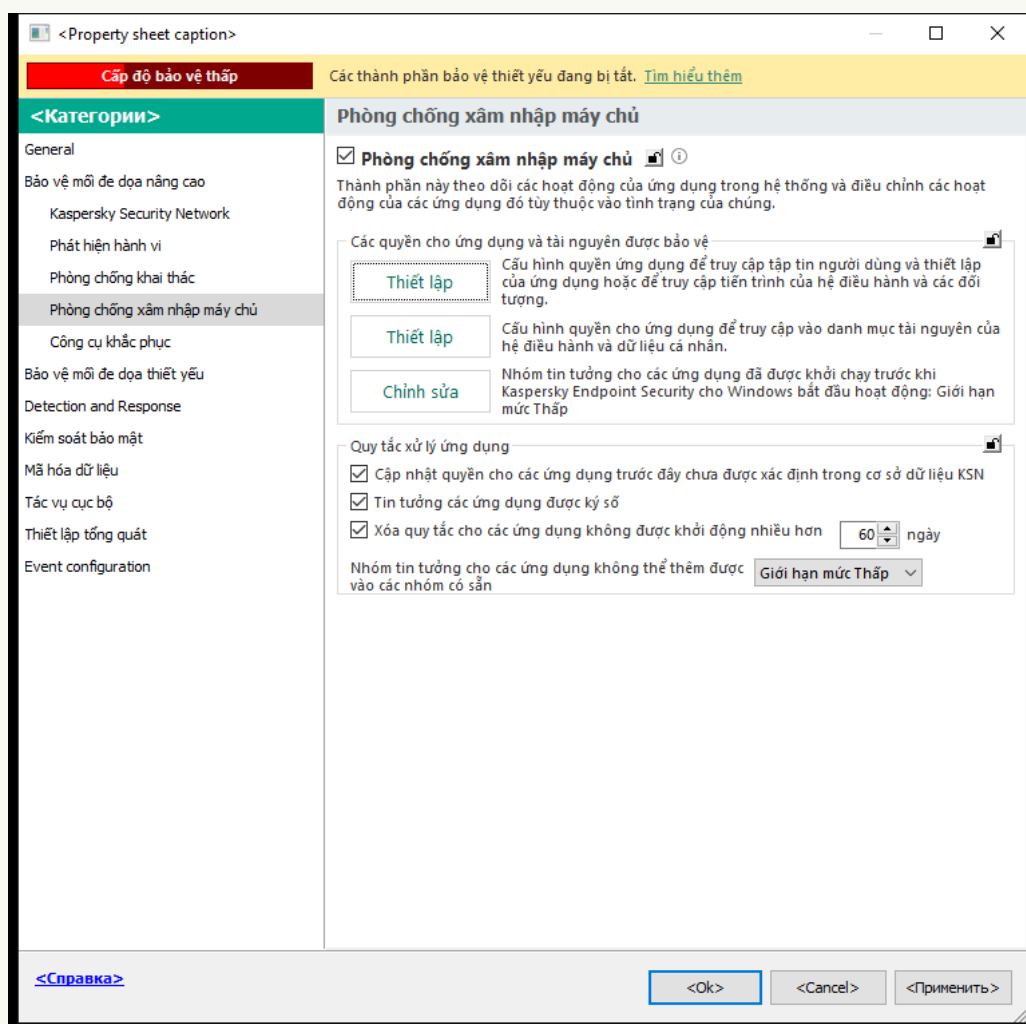 <Property sheet caption>
Cấp độ bảo vệ thấp
Các thành phần bảo vệ thiết yếu đang bị tắt. Tìm hiểu thêm
<Категории>
General
Bảo vệ mối đe dọa nâng cao
Kaspersky Security Network
Phát hiện hành vi
Phòng chống khai thác
Phòng chống xâm nhập máy chủ
Công cụ khắc phục
Bảo vệ mối đe dọa thiết yếu
Detection and Response
Kiểm soát bảo mật
Mã hóa dữ liệu
Tác vụ cục bộ
Thiết lập tổng quát
Event configuration
Phòng chống xâm nhập máy chủ
Phòng chống xâm nhập máy chủ
Thành phần này theo dõi các hoạt động của ứng dụng trong hệ thống và điều chỉnh các hoạt
động của các ứng dụng đó tùy thuộc vào tình trạng của chúng.
Các quyền cho ứng dụng và tài nguyên được bảo vệ
Thiết lập
Cấu hình quyền ứng dụng để truy cập tập tin người dùng và thiết lập
của ứng dụng hoặc để truy cập tiến trình của hệ điều hành và các đối
tượng.
Thiết lập
Cấu hình quyền cho ứng dụng để truy cập vào danh mục tài nguyên của
hệ điều hành và dữ liệu cá nhân.
Chỉnh sửa
Nhóm tin tưởng cho các ứng dụng đã được khởi chạy trước khi
Kaspersky Endpoint Security cho Windows bắt đầu hoạt động: Giới hạn
mức Thấp
Quy tắc xử lý ứng dụng
Cập nhật quyền cho các ứng dụng trước đây chưa được xác định trong cơ sở dữ liệu KSN
Tin tưởng các ứng dụng được ký số
Xóa quy tắc cho các ứng dụng không được khởi động nhiều hơn 60 ngày
Nhóm tin tưởng cho các ứng dụng không thể thêm được
vào các nhóm có sẵn
Giới hạn mức Thấp
<Справка>
<Ok>
<Cancel>
<Применить>